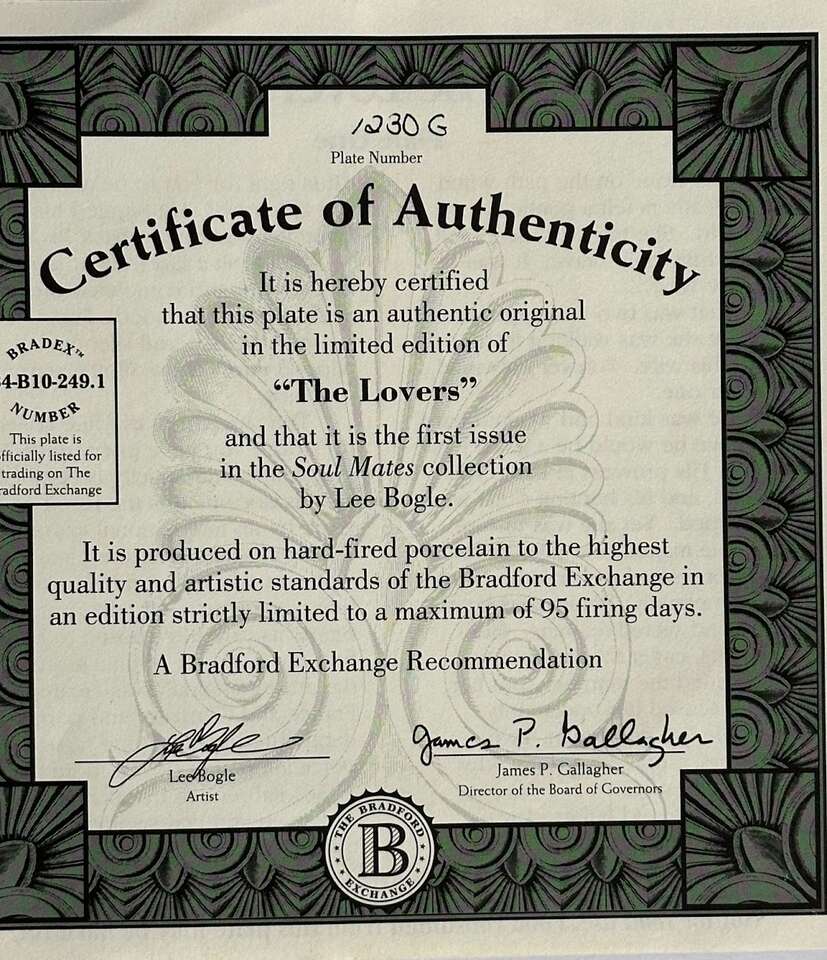 1230 G
Plate Number
Certificate of Authenticity
It is hereby certified
that this plate is an authentic original
in the limited edition of
“The Lovers”
and that it is the first issue
in the Soul Mates collection
by Lee Bogle.
It is produced on hard-fired porcelain to the highest
quality and artistic standards of the Bradford Exchange in
an edition strictly limited to a maximum of 95 firing days.
A Bradford Exchange Recommendation
BRADEX™
4-B10-249.1
NUMBER
This plate is
fficially listed for
trading on The
radford Exchange
Lee Bogle
Lee Bogle
Artist
James P. Gallagher
James P. Gallagher
Director of the Board of Governors
THE BRADFORD
B
EXCHANGE